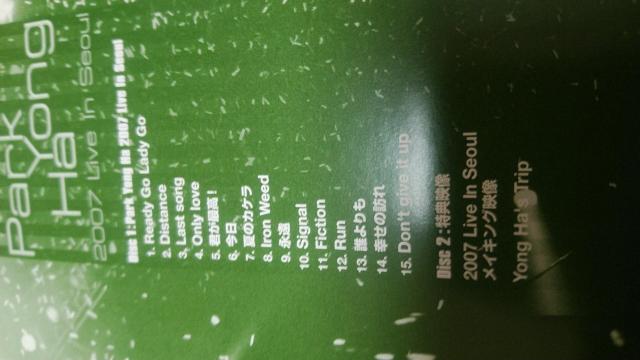 Park
Yong
Ha
2007 Live In Seoul
Disc 1: Park Yong Ha 2007 Live in Seoul
1. Ready Go Lady Go
2. Distance
3. Last song
4. Only love
5. 君が最高！
6. 今日
7. 夏のカケラ
8. Iron Weed
9. 永遠
10. Signal
11. Fiction
12. Run
13. 誰よりも
14. 幸せの訪れ
15. Don't give it up
Disc 2 : 特典映像
2007 Live In Seoul
メイキング映像
Yong Ha's Trip